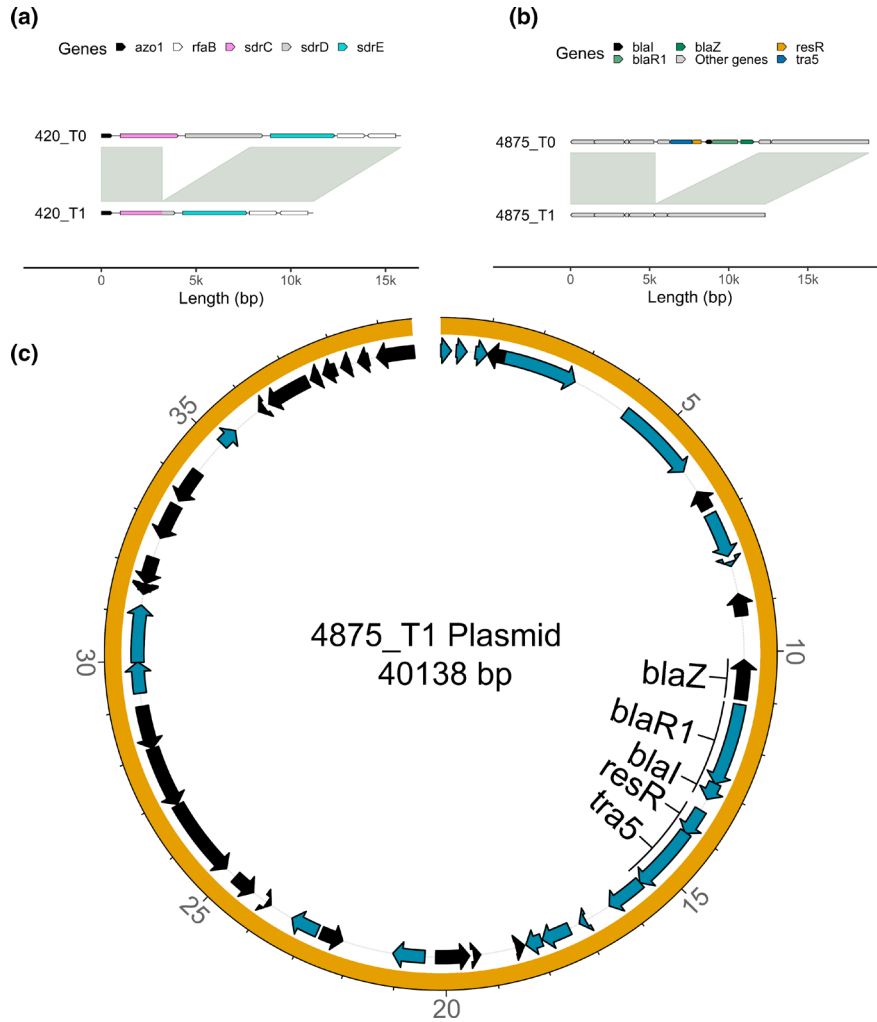 (a)
Genes azo1 rfaB sdrC sdrD sdrE
420_T0
420_T1
0 5k 10k 15k
Length (bp)
(b)
Genes blaI blaZ resR
blaR1 Other genes tra5
4875_T0
4875_T1
0 5k 10k 15k
Length (bp)
(c)
35
5
4875_T1 Plasmid
40138 bp
30
10
blaZ
blaR1
blaI
resR
tra5
25
15
20